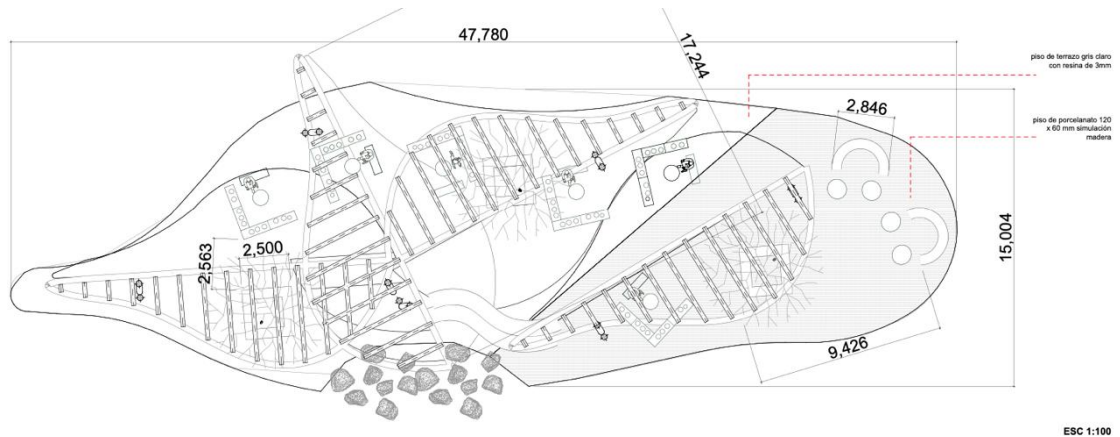 47,780
17,244
piso de terrazo gris claro
con resina de 3mm
2,846
piso de porcelanato 120
x 60 mm simulación
madera
15,004
2,563
2,500
9,426
ESC 1:100